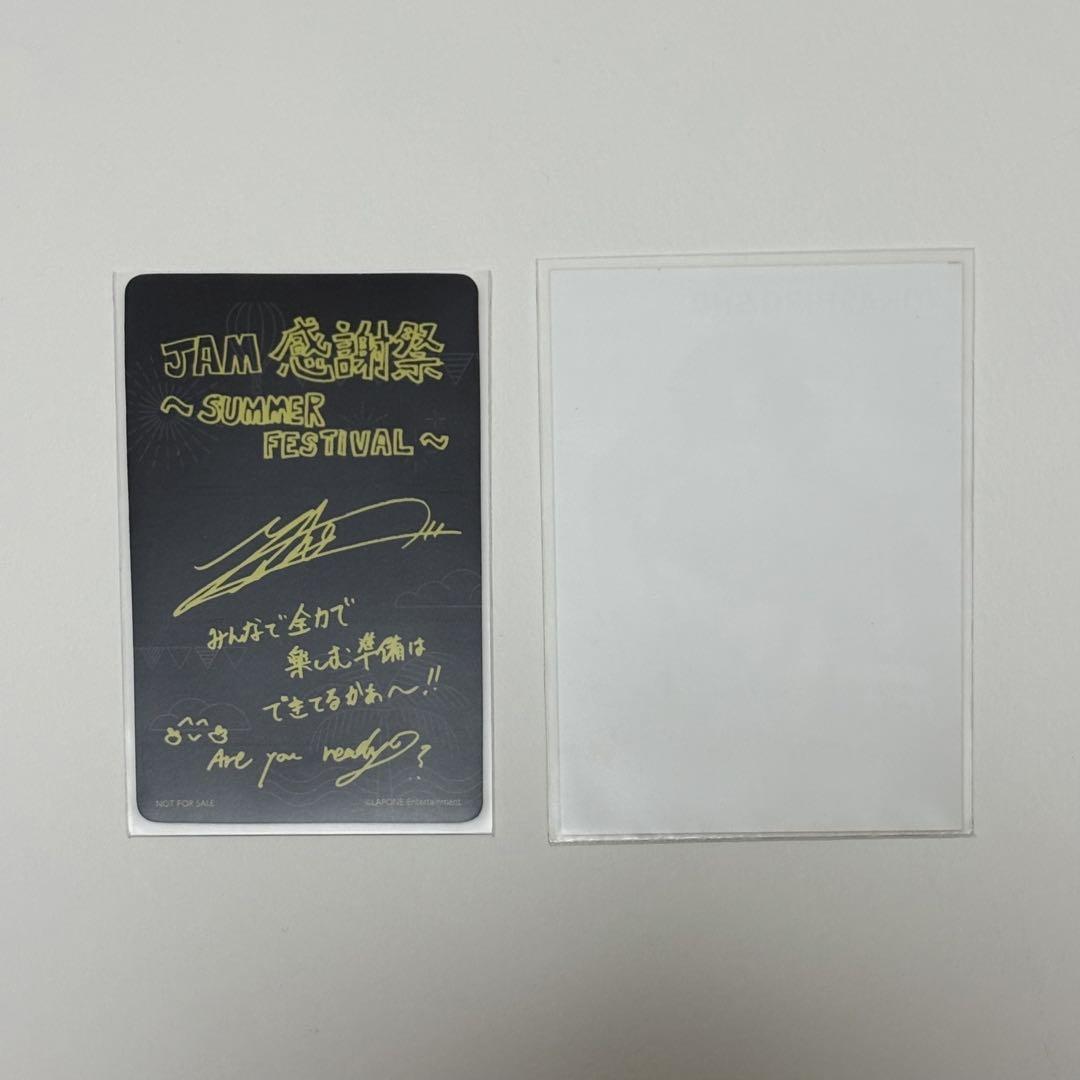 JAM 感謝祭
～SUMMER
FESTIVAL～
みんなで全力で
楽しむ準備は
できてるかぁ～!!
Are you ready?
NOT FOR SALE
©LAPONE Entertainment